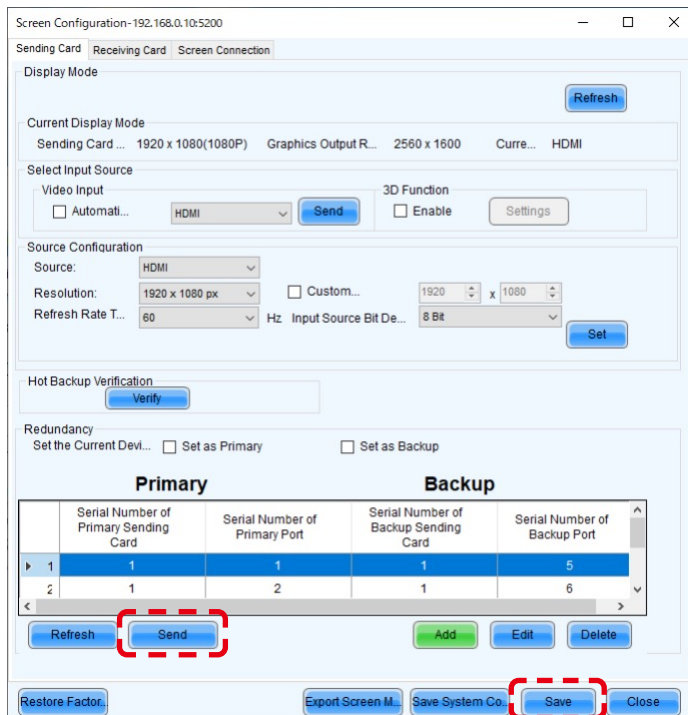 Screen Configuration-192.168.0.10:5200
Sending Card Receiving Card Screen Connection
Display Mode
Refresh
Current Display Mode
Sending Card ... 1920 x 1080(1080P) Graphics Output R... 2560 x 1600 Curre... HDMI
Select Input Source
Video Input 3D Function
Automati... HDMI Send Enable Settings
Source Configuration
Source: HDMI
Resolution: 1920 x 1080 px Custom... 1920 x 1080
Refresh Rate T... 60 Hz Input Source Bit De... 8 Bit
Set
Hot Backup Verification
Verify
Redundancy
Set the Current Devi... Set as Primary Set as Backup
Primary Backup
Serial Number of Primary Sending Card Serial Number of Primary Port Serial Number of Backup Sending Card Serial Number of Backup Port
1 1 1 1 5
2 1 2 1 6
Refresh Send Add Edit Delete
Restore Factor... Export Screen M... Save System Co... Save Close